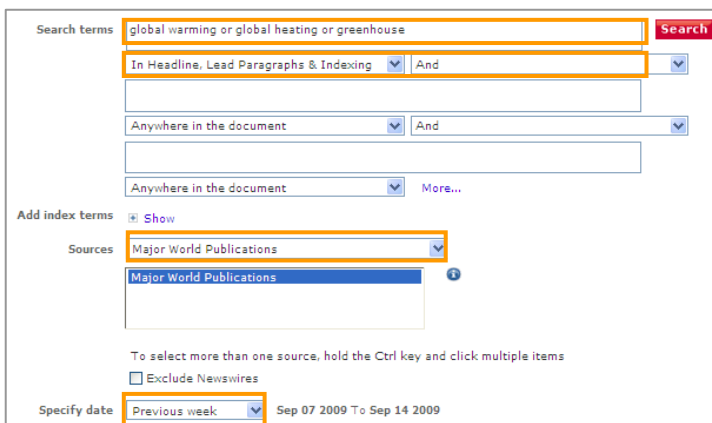 Search terms global warming or global heating or greenhouse Search
In Headline, Lead Paragraphs & Indexing And
Anywhere in the document And
Anywhere in the document More...
Add index terms Show
Sources Major World Publications
Major World Publications
To select more than one source, hold the Ctrl key and click multiple items
Exclude Newswires
Specify date Previous week Sep 07 2009 To Sep 14 2009